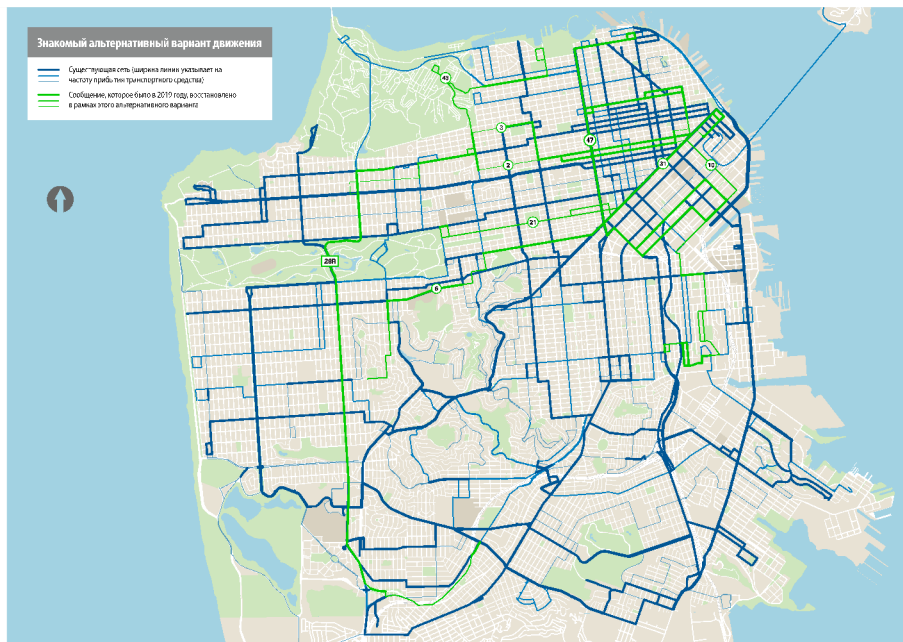 Знакомый альтернативный вариант движения
Существующая сеть (ширина линии указывает на
частоту прибытия транспортного средства)
Сообщение, которое было в 2019 году, восстановлено
в рамках этого альтернативного варианта
43
3
47
2
31
10
21
28R
6